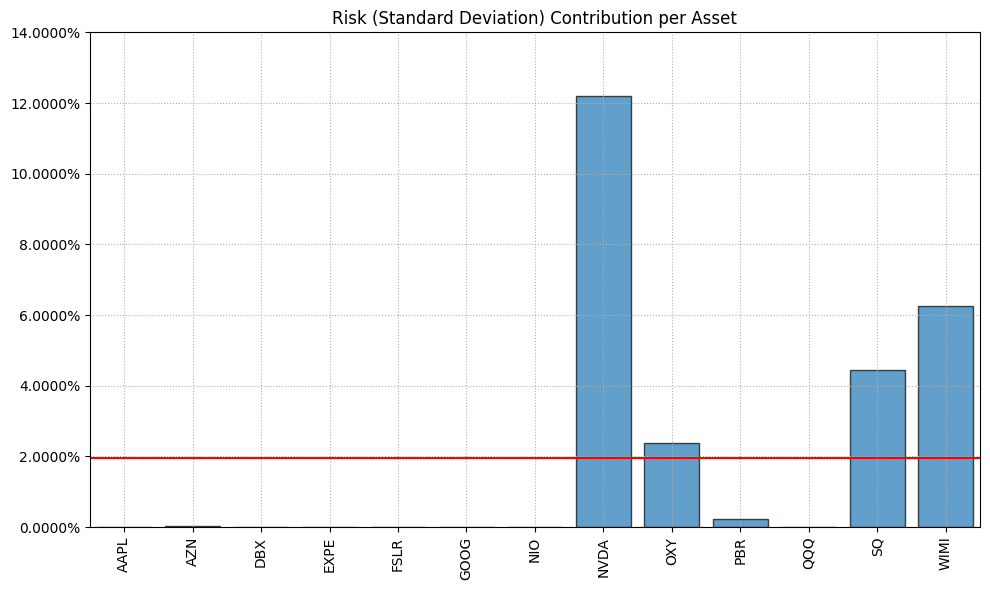 Risk (Standard Deviation) Contribution per Asset
14.0000%
12.0000%
10.0000%
8.0000%
6.0000%
4.0000%
2.0000%
0.0000%
AAPL
AZN
DBX
EXPE
FSLR
GOOG
NIO
NVDA
OXY
PBR
QQQ
SQ
WIMI